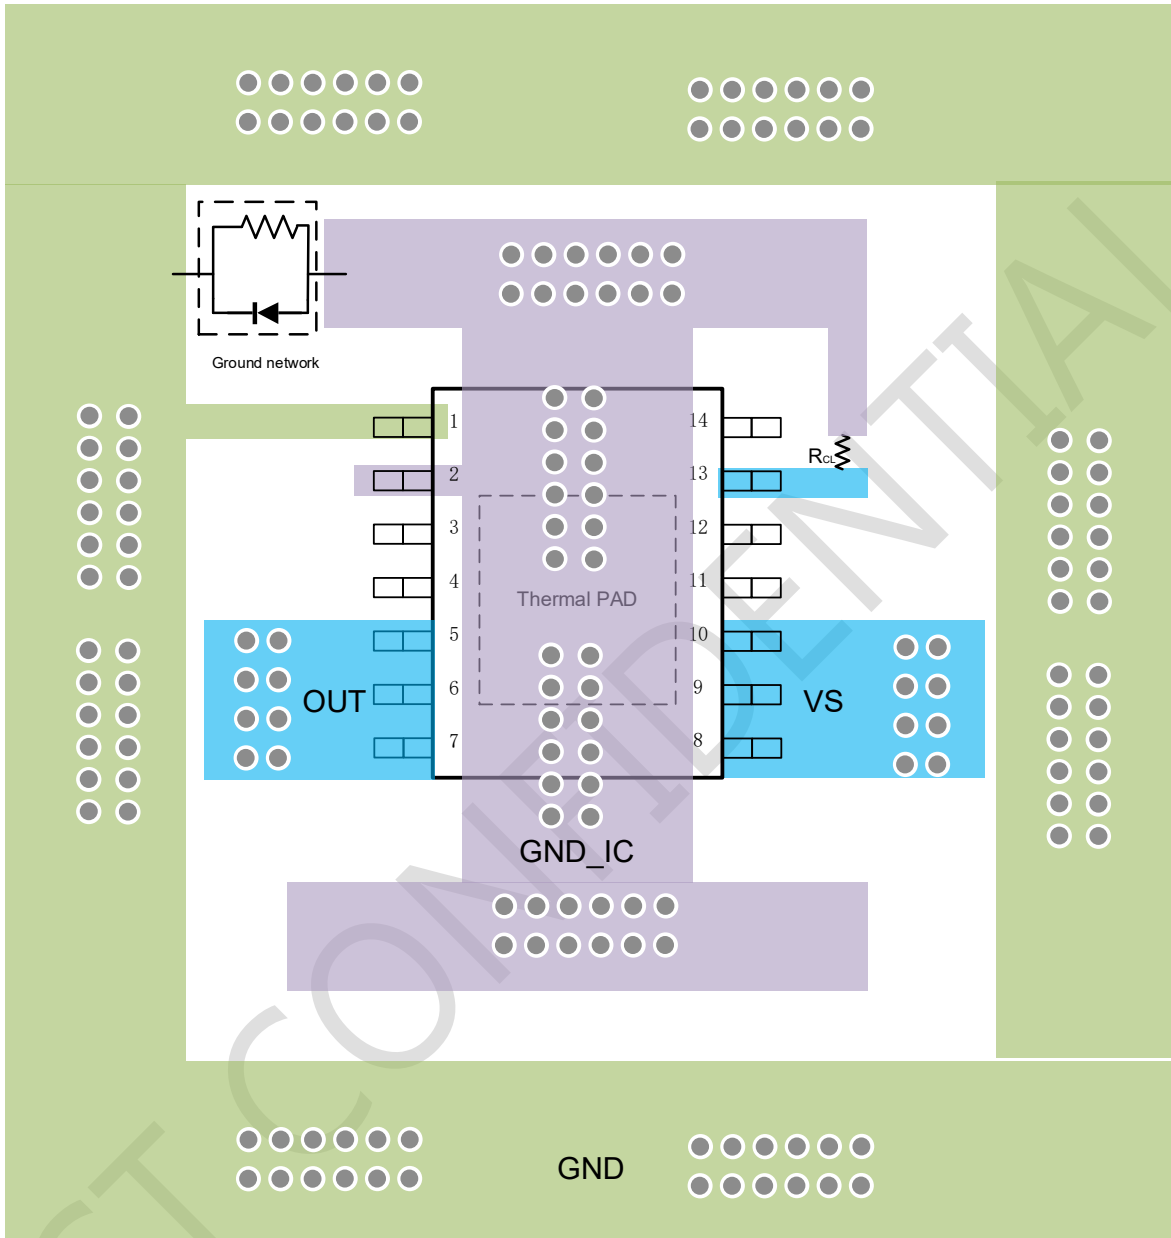 Ground network
1
14
RCL
2
13
3
12
4
11
Thermal PAD
5
10
OUT
6
9
VS
7
8
GND_IC
GND
CONFIDENTIAL